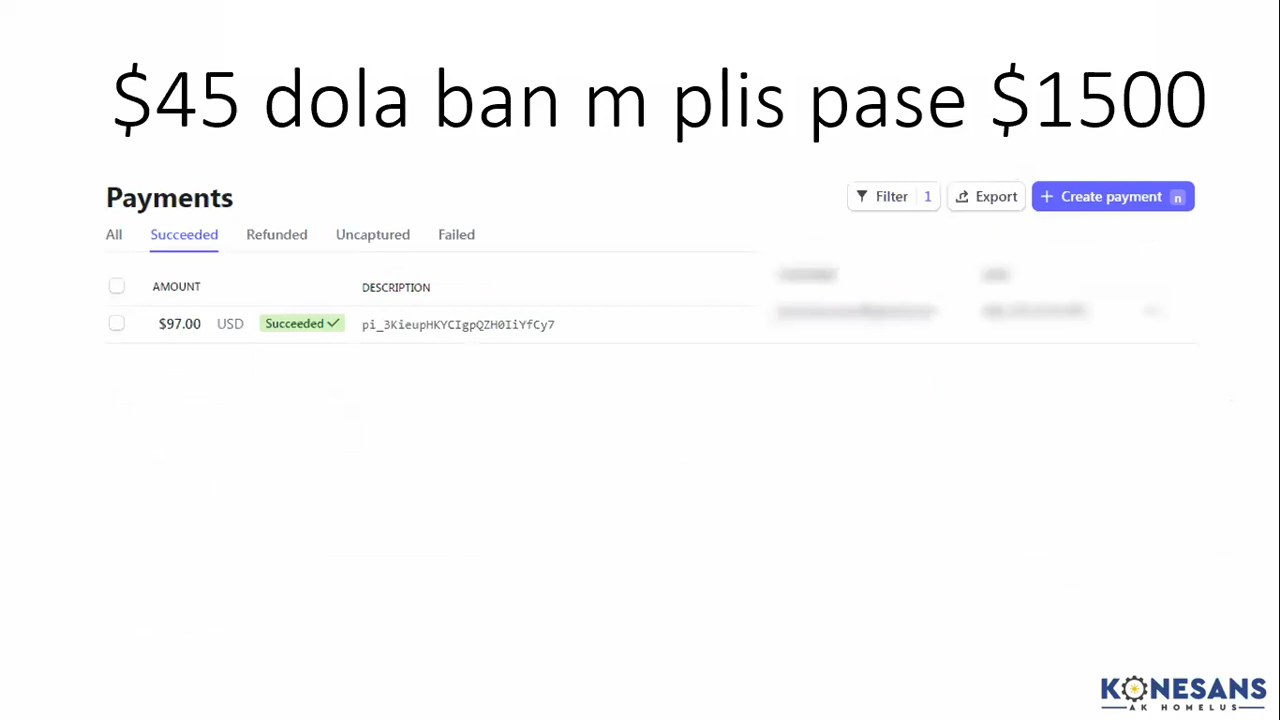 $45 dola ban m plis pase $1500
Payments
Filter 1
Export
+ Create payment n
All Succeeded Refunded Uncaptured Failed
AMOUNT DESCRIPTION
$97.00 USD Succeeded ✓ pi_3KieupHKYCIgpQZH0IiYfCy7
KONESANS
AK HOMELUS